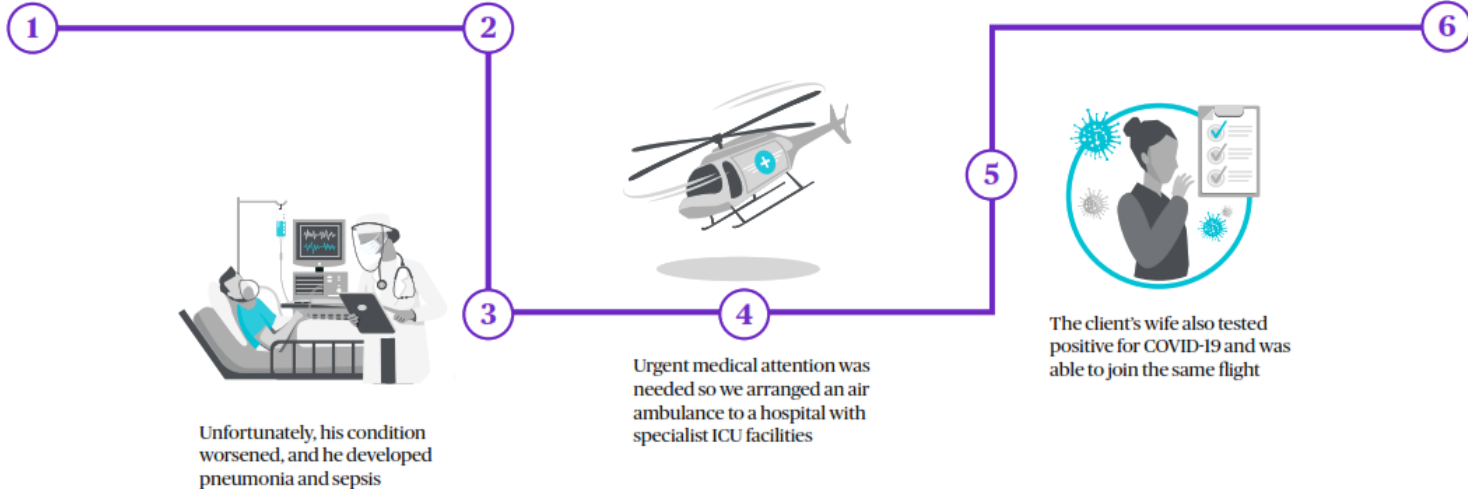 1
2
6
5
3
4
Unfortunately, his condition
worsened, and he developed
pneumonia and sepsis
Urgent medical attention was
needed so we arranged an air
ambulance to a hospital with
specialist ICU facilities
The client’s wife also tested
positive for COVID-19 and was
able to join the same flight